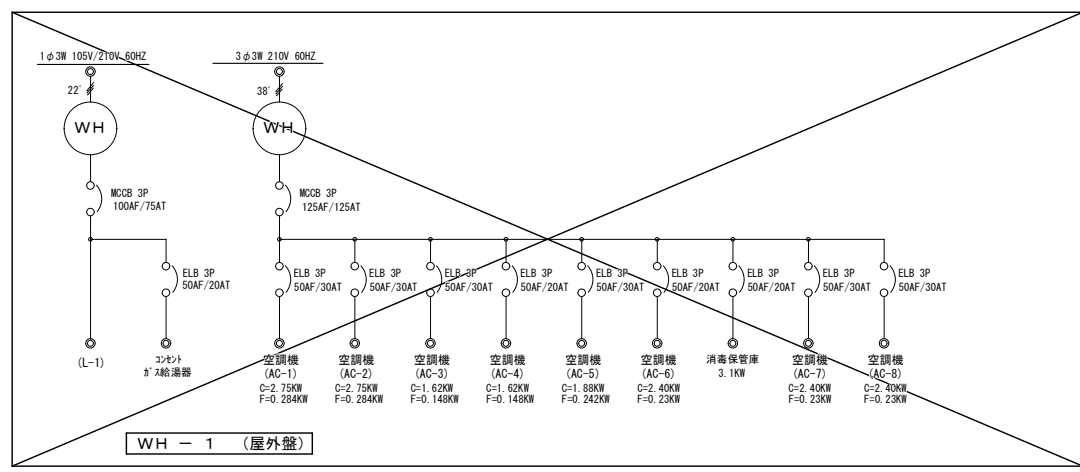 1φ3W 105V/210V 60HZ
3φ3W 210V 60HZ
22°
38°
WH
WH
MCCB 3P
100AF/75AT
MCCB 3P
125AF/125AT
ELB 3P
50AF/20AT
ELB 3P
50AF/30AT
ELB 3P
50AF/30AT
ELB 3P
50AF/30AT
ELB 3P
50AF/20AT
ELB 3P
50AF/30AT
ELB 3P
50AF/20AT
ELB 3P
50AF/20AT
ELB 3P
50AF/30AT
ELB 3P
50AF/30AT
(L-1)
コンセント
ガス給湯器
空調機
(AC-1)
C=2.75KW
F=0.284KW
空調機
(AC-2)
C=2.75KW
F=0.284KW
空調機
(AC-3)
C=1.62KW
F=0.148KW
空調機
(AC-4)
C=1.62KW
F=0.148KW
空調機
(AC-5)
C=1.88KW
F=0.242KW
空調機
(AC-6)
C=2.40KW
F=0.23KW
消毒保管庫
3.1KW
空調機
(AC-7)
C=2.40KW
F=0.23KW
空調機
(AC-8)
C=2.40KW
F=0.23KW
WH － 1 （屋外盤）